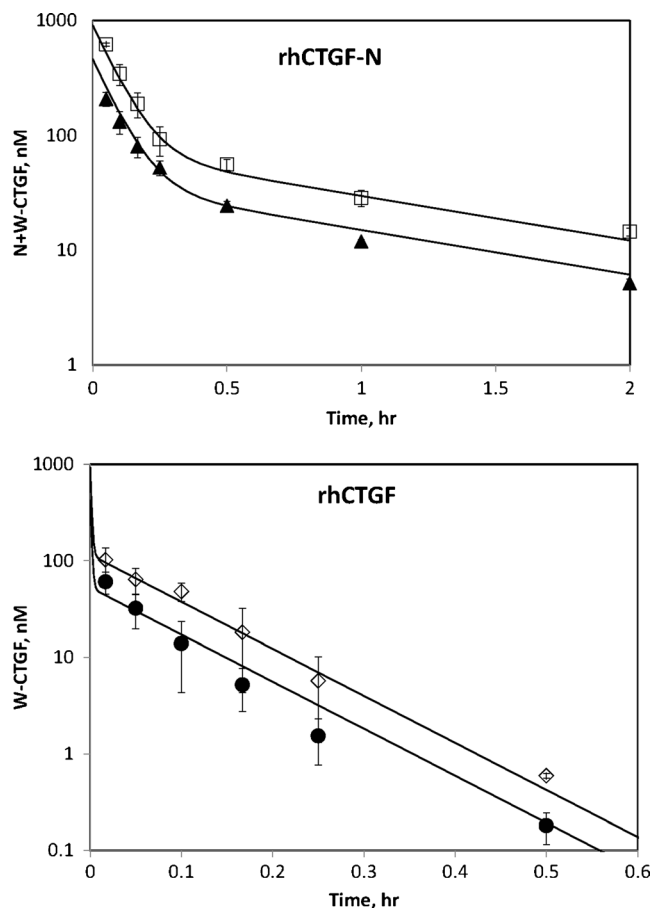 rhCTGF-N
N+W-CTGF, nM
1000
100
10
1
0 0.5 1 1.5 2
Time, hr
rhCTGF
W-CTGF, nM
1000
100
10
1
0.1
0 0.1 0.2 0.3 0.4 0.5 0.6
Time, hr